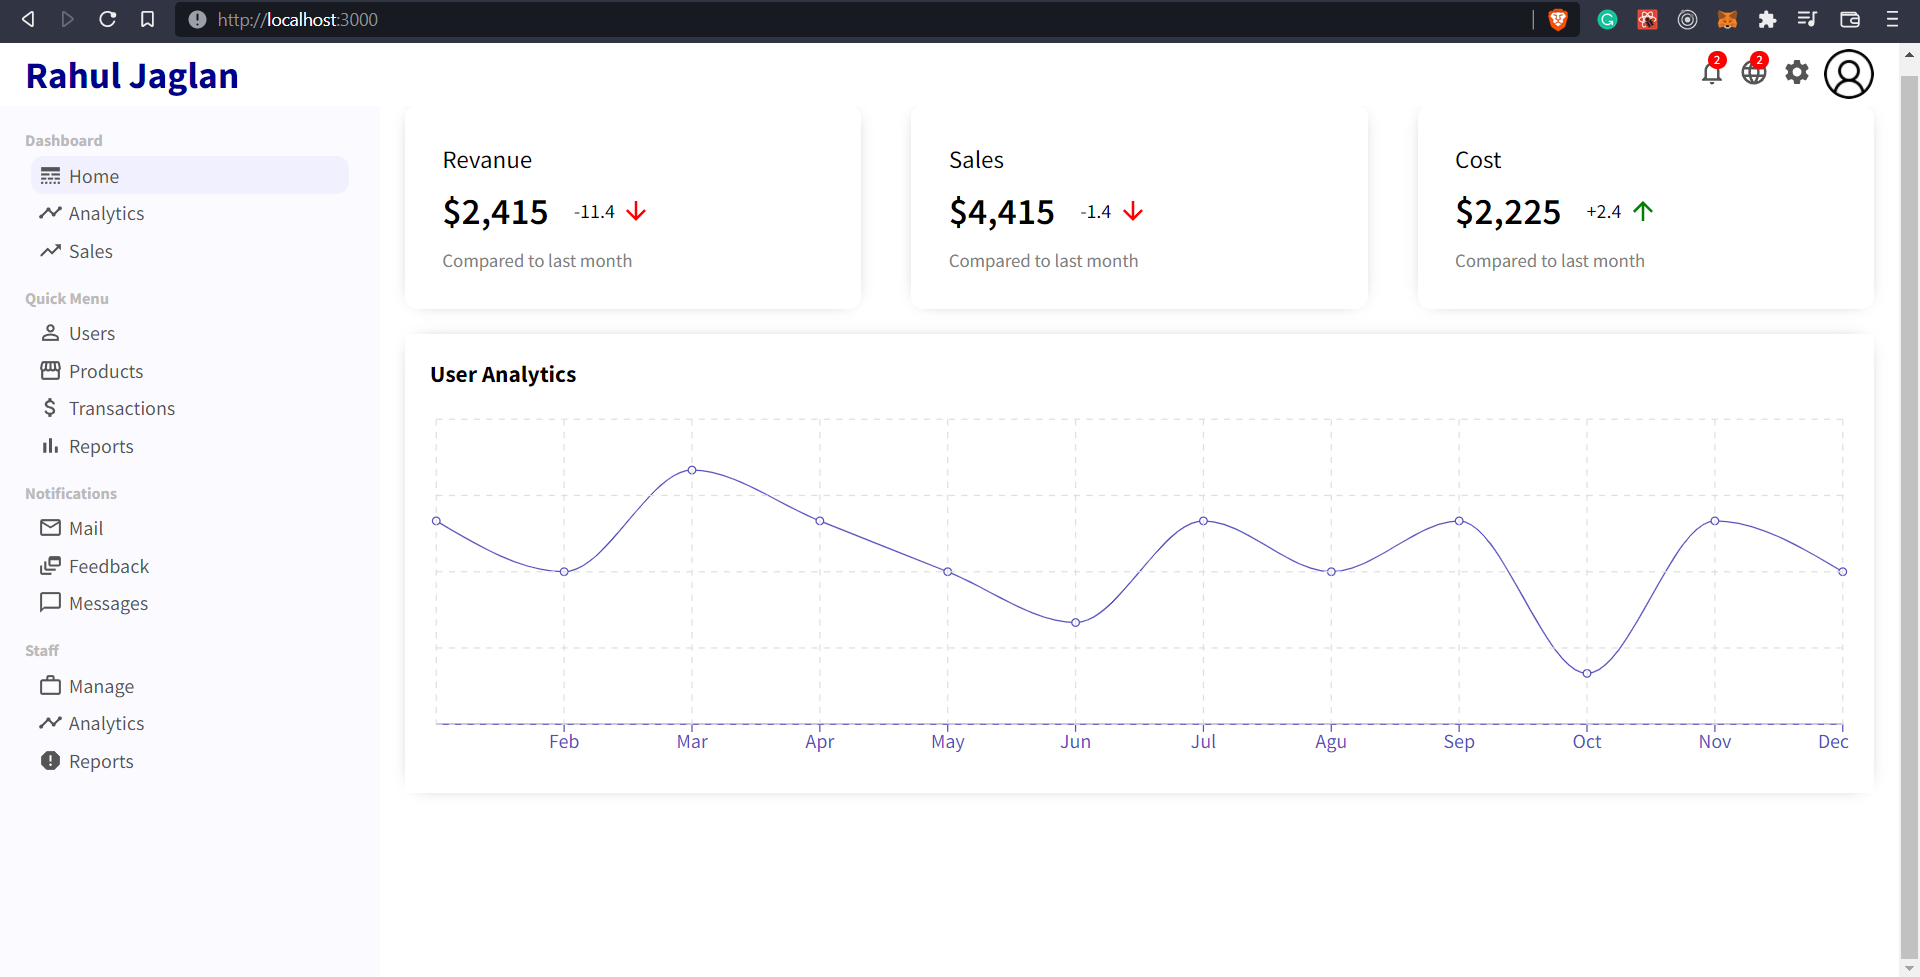 http://localhost:3000
Rahul Jaglan
2
2
Dashboard
Home
Analytics
Sales
Quick Menu
Users
Products
Transactions
Reports
Notifications
Mail
Feedback
Messages
Staff
Manage
Analytics
Reports
Revanue
$2,415 -11.4
Compared to last month
Sales
$4,415 -1.4
Compared to last month
Cost
$2,225 +2.4
Compared to last month
User Analytics
Feb Mar Apr May Jun Jul Agu Sep Oct Nov Dec